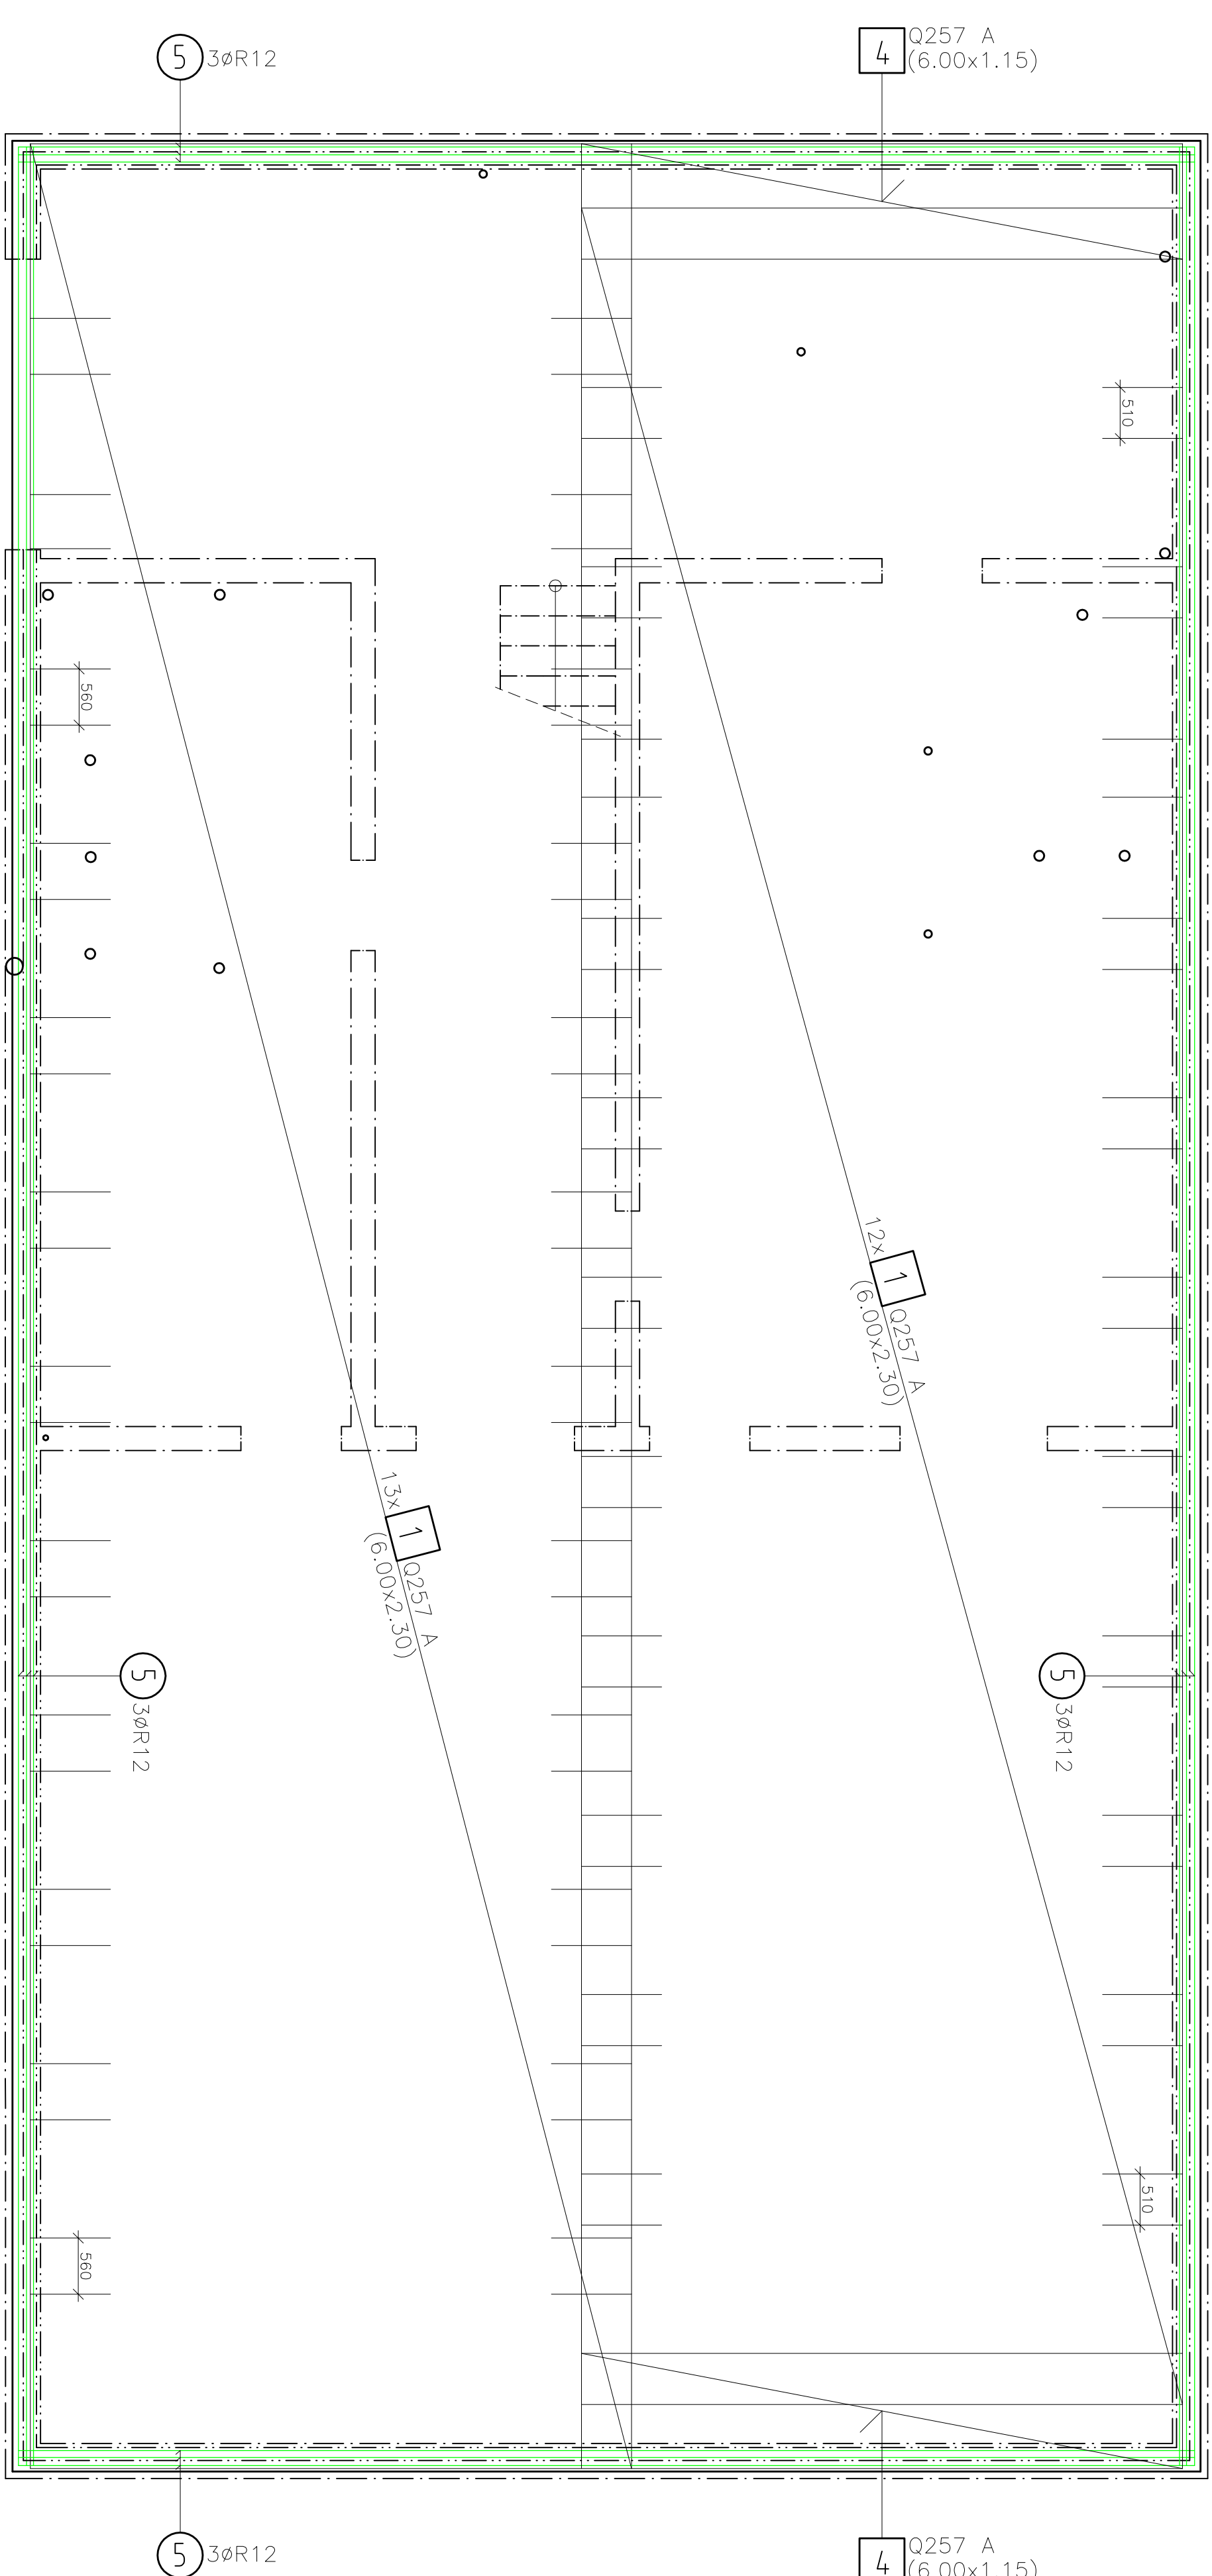 5 3øR12
4 Q257 A
(6.00x1.15)
510
560
12x 1 Q257 A
(6.00x2.30)
13x 1 Q257 A
(6.00x2.30)
5 3øR12
5 3øR12
510
560
5 3øR12
4 Q257 A
(6.00x1.15)